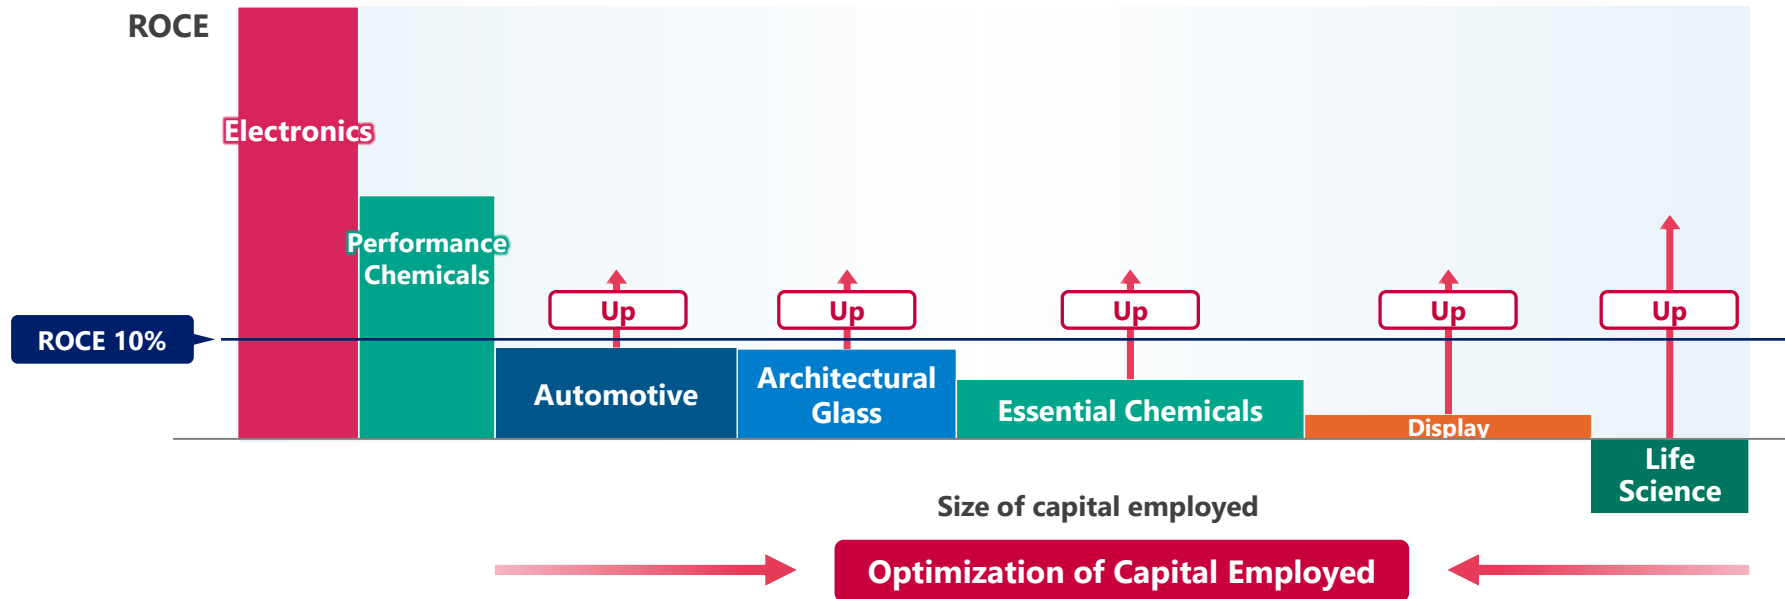 ROCE
Electronics
Performance
Chemicals
ROCE 10%
Up
Up
Up
Up
Up
Automotive
Architectural
Glass
Essential Chemicals
Display
Life
Science
Size of capital employed
Optimization of Capital Employed